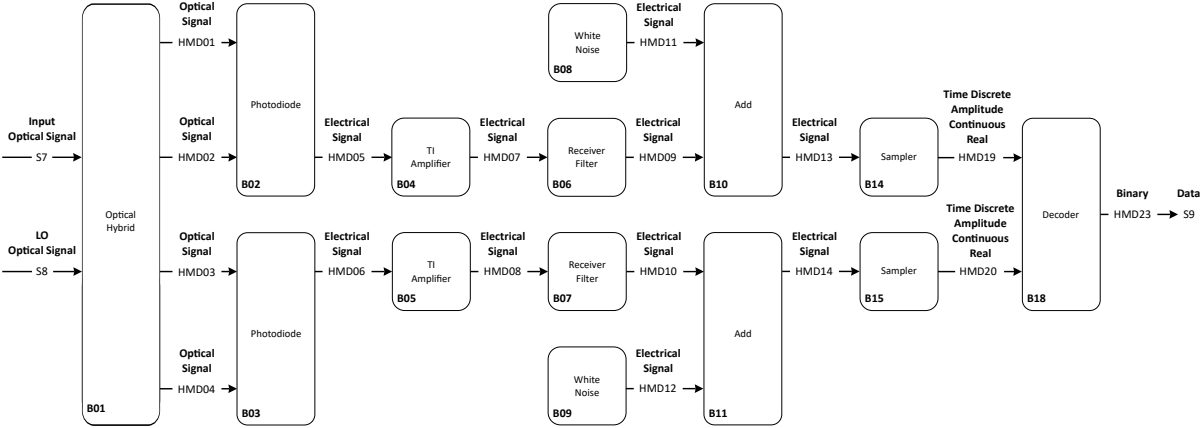 Input
Optical Signal
S7
LO
Optical Signal
S8
Optical
Hybrid
B01
Optical
Signal
HMD01
Optical
Signal
HMD02
Optical
Signal
HMD03
Optical
Signal
HMD04
Photodiode
B02
Photodiode
B03
Electrical
Signal
HMD05
Electrical
Signal
HMD06
TI
Amplifier
B04
TI
Amplifier
B05
Electrical
Signal
HMD07
Electrical
Signal
HMD08
White
Noise
B08
Receiver
Filter
B06
Receiver
Filter
B07
White
Noise
B09
Electrical
Signal
HMD11
Electrical
Signal
HMD09
Electrical
Signal
HMD10
Electrical
Signal
HMD12
Add
B10
Add
B11
Electrical
Signal
HMD13
Electrical
Signal
HMD14
Sampler
B14
Sampler
B15
Time Discrete
Amplitude
Continuous
Real
HMD19
Time Discrete
Amplitude
Continuous
Real
HMD20
Decoder
B18
Binary
HMD23
Data
S9